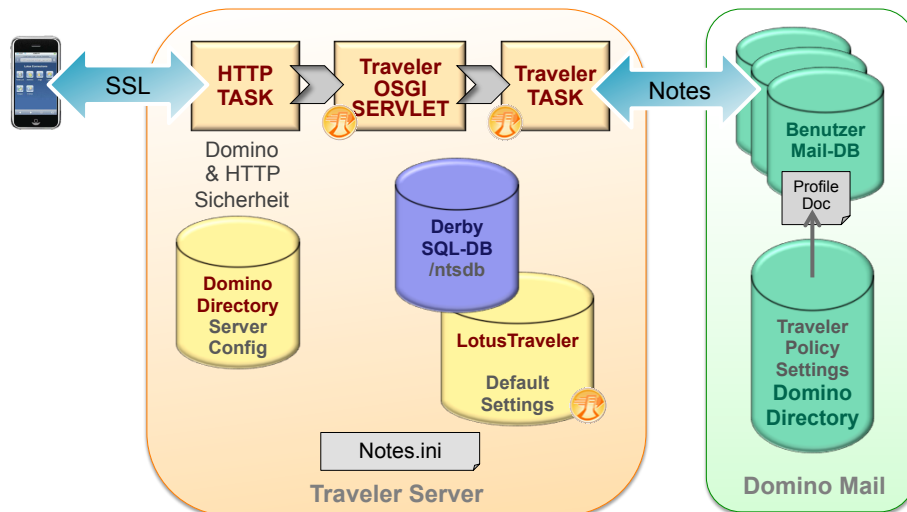 SSL
HTTP
TASK
Traveler
OSGI
SERVLET
Traveler
TASK
Notes
Benutzer
Mail-DB
Profile
Doc
Domino
& HTTP
Sicherheit
Derby
SQL-DB
/ntsdb
Domino
Directory
Server
Config
LotusTraveler
Default
Settings
Traveler
Policy
Settings
Domino
Directory
Notes.ini
Traveler Server
Domino Mail